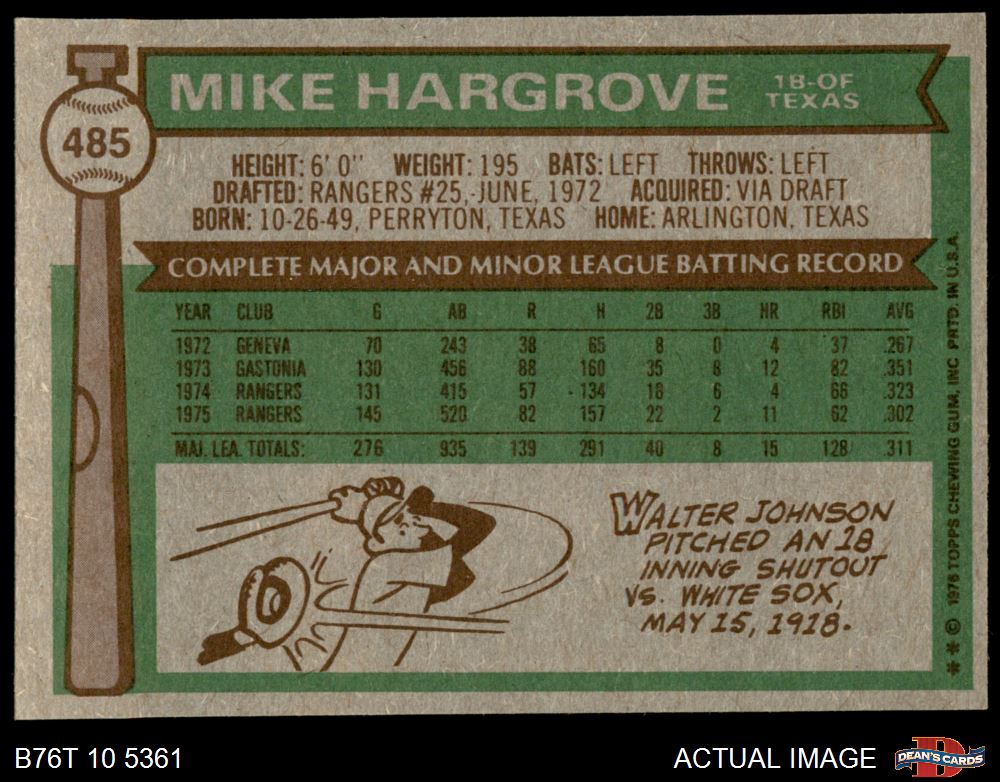 MIKE HARGROVE 1B-OF
TEXAS
485
HEIGHT: 6' 0" WEIGHT: 195 BATS: LEFT THROWS: LEFT
DRAFTED: RANGERS #25,-JUNE, 1972 ACQUIRED: VIA DRAFT
BORN: 10-26-49, PERRYTON, TEXAS HOME: ARLINGTON, TEXAS
COMPLETE MAJOR AND MINOR LEAGUE BATTING RECORD
YEAR CLUB G AB R H 2B 3B HR RBI AVG
1972 GENEVA 70 243 38 65 8 0 4 37 .267
1973 GASTONIA 130 456 88 160 35 8 12 82 .351
1974 RANGERS 131 415 57 134 18 6 4 66 .323
1975 RANGERS 145 520 82 157 22 2 11 62 .302
MAJ. LEA. TOTALS: 276 935 139 291 40 8 15 128 .311
WALTER JOHNSON
PITCHED AN 18
INNING SHUTOUT
VS. WHITE SOX,
MAY 15, 1918.
** © 1976 TOPPS CHEWING GUM, INC. PRTD. IN U.S.A.
B76T 10 5361 ACTUAL IMAGE
D
DEAN'S CARDS